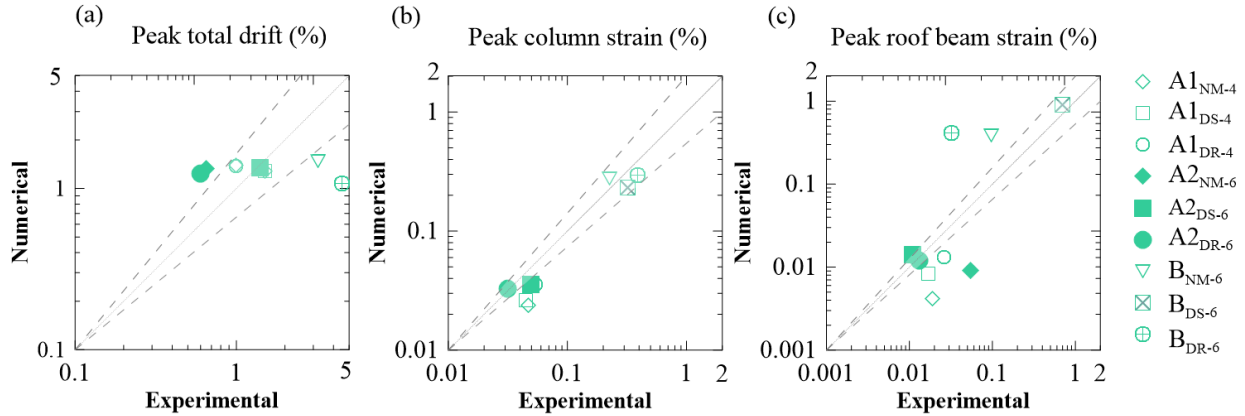 (a)
Peak total drift (%)
5
1
0.1
0.1
1
5
Numerical
Experimental
(b)
Peak column strain (%)
2
1
0.1
0.01
0.01
0.1
1
2
Numerical
Experimental
(c)
Peak roof beam strain (%)
2
1
0.1
0.01
0.001
0.001
0.01
0.1
1
2
Numerical
Experimental
A1NM-4
A1DS-4
A1DR-4
A2NM-6
A2DS-6
A2DR-6
BNM-6
BDS-6
BDR-6